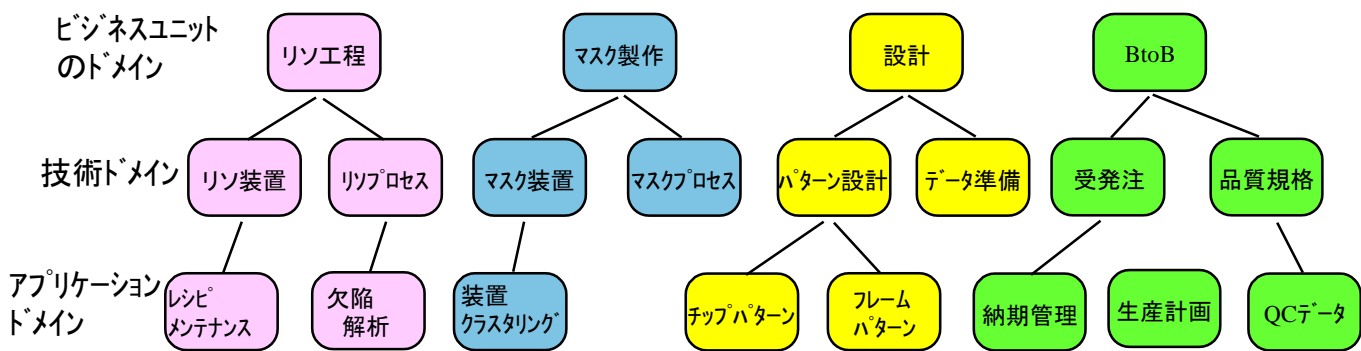 ビジネスユニット
のドメイン
リソ工程
マスク製作
設計
BtoB
技術ドメイン
リソ装置
リソプロセス
マスク装置
マスクプロセス
パターン設計
データ準備
受発注
品質規格
アプリケーション
ドメイン
レシピ
メンテナンス
欠陥
解析
装置
クラスタリング
チップパターン
フレーム
パターン
納期管理
生産計画
QCデータ